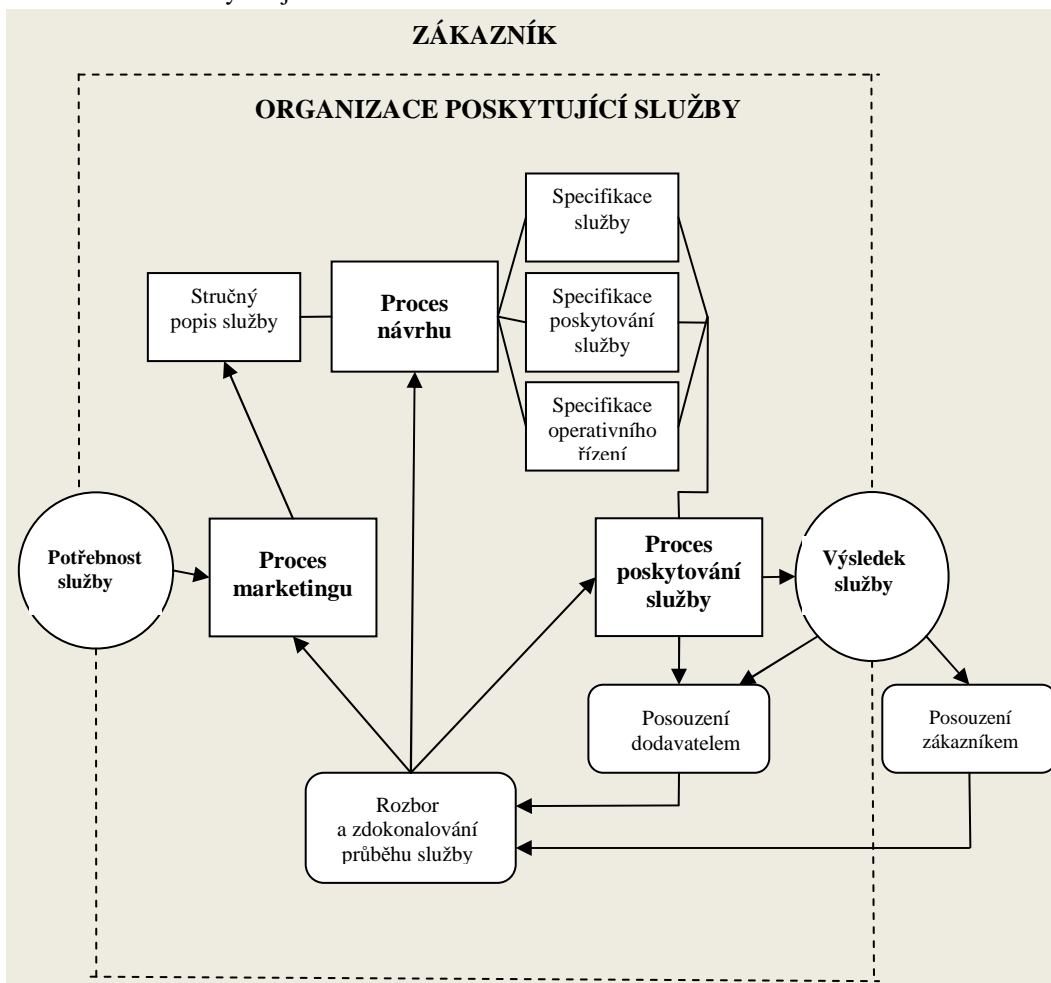 ZÁKAZNÍK
ORGANIZACE POSKYTUJÍCÍ SLUŽBY
Specifikace
služby
Stručný
popis služby
Proces
návrhu
Specifikace
poskytování
služby
Specifikace
operativního
řízení
Potřebnost
služby
Proces
marketingu
Proces
poskytování
služby
Výsledek
služby
Posouzení
dodavatelem
Posouzení
zákazníkem
Rozbor
a zdokonalování
průběhu služby